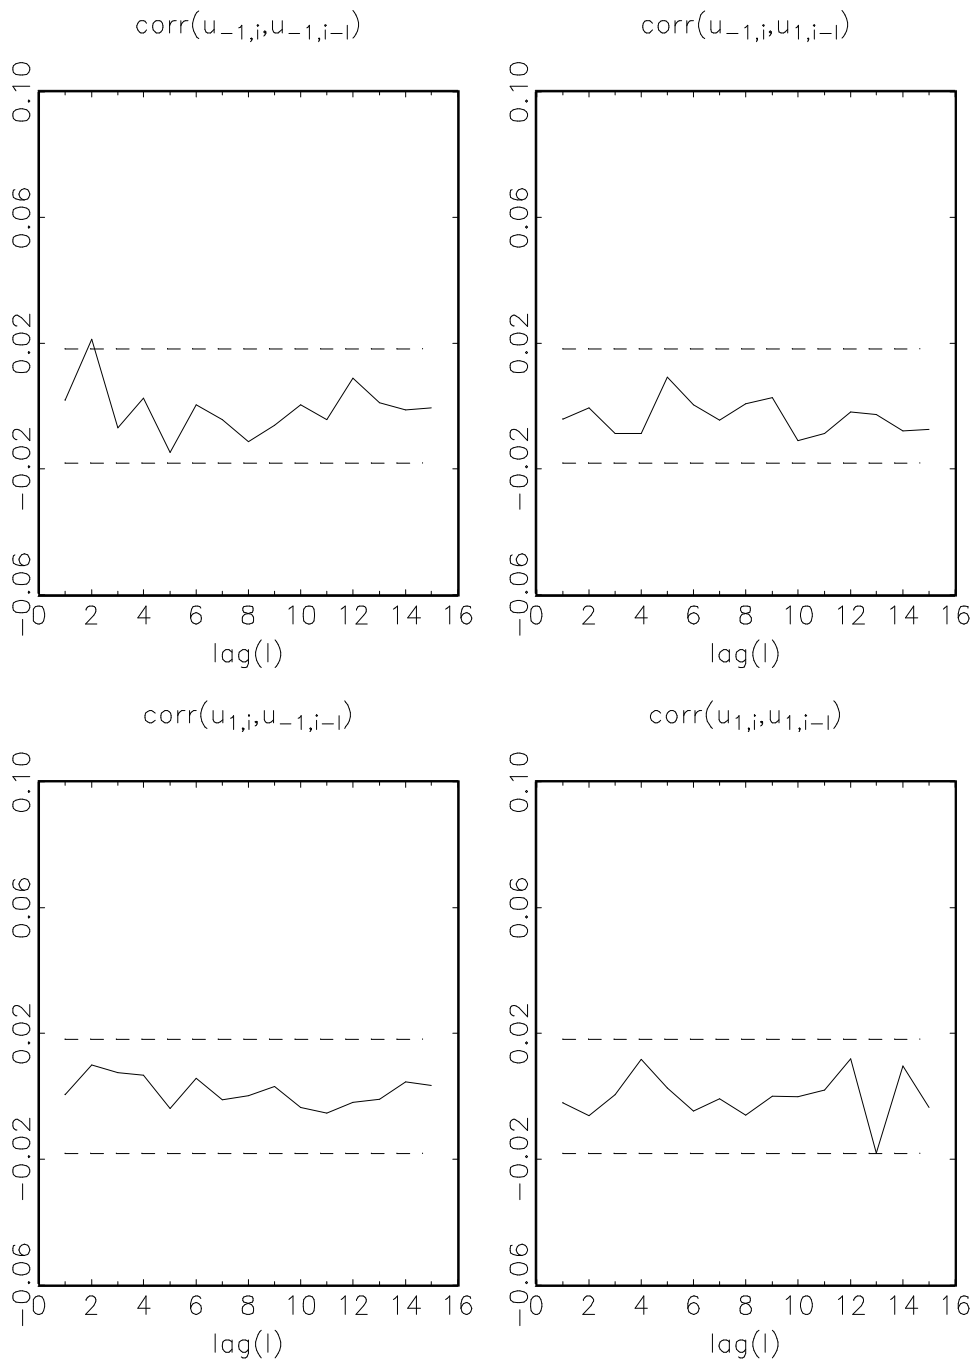 corr(u₋₁,ᵢ,u₋₁,ᵢ₋ₗ)
0.10
0.06
0.02
−0.02
−0.06
0 2 4 6 8 10 12 14 16
lag(l)
corr(u₋₁,ᵢ,u₁,ᵢ₋ₗ)
0.10
0.06
0.02
−0.02
−0.06
0 2 4 6 8 10 12 14 16
lag(l)
corr(u₁,ᵢ,u₋₁,ᵢ₋ₗ)
0.10
0.06
0.02
−0.02
−0.06
0 2 4 6 8 10 12 14 16
lag(l)
corr(u₁,ᵢ,u₁,ᵢ₋ₗ)
0.10
0.06
0.02
−0.02
−0.06
0 2 4 6 8 10 12 14 16
lag(l)